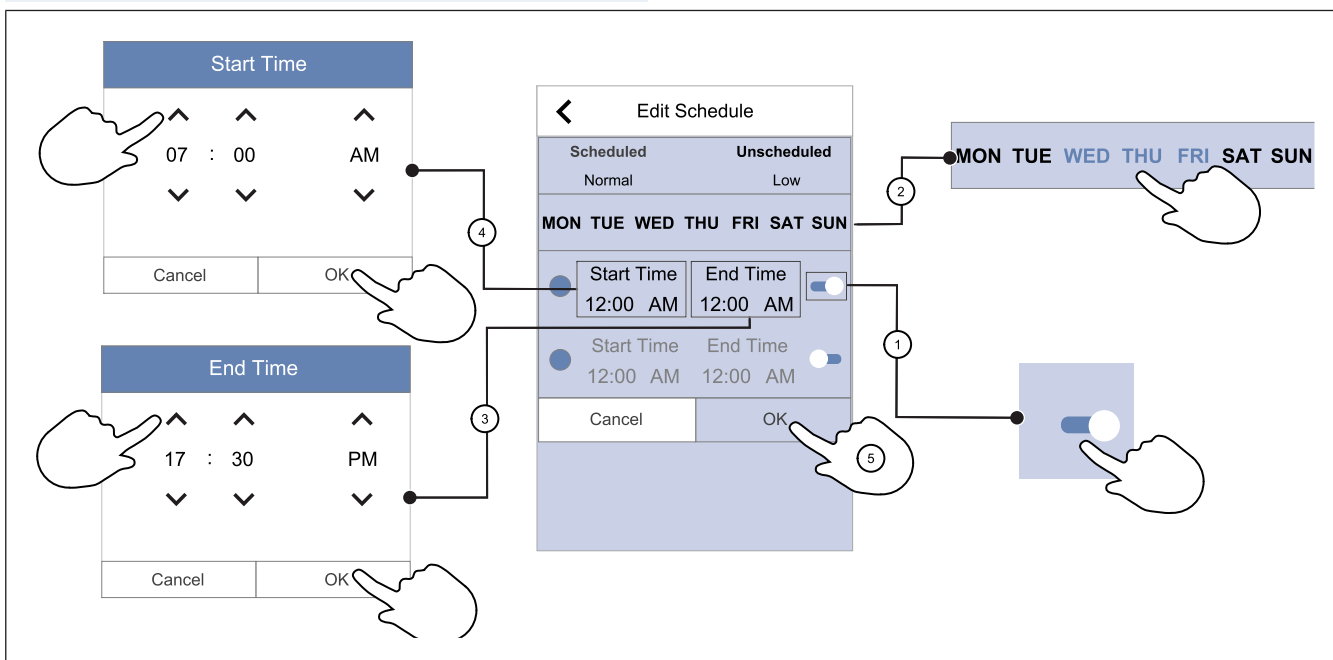 Start Time
07 : 00 AM
Cancel OK
4
End Time
17 : 30 PM
Cancel OK
3
Edit Schedule
Scheduled Unscheduled
Normal Low
MON TUE WED THU FRI SAT SUN
Start Time End Time
12:00 AM 12:00 AM
Start Time End Time
12:00 AM 12:00 AM
Cancel OK
5
2
MON TUE WED THU FRI SAT SUN
1